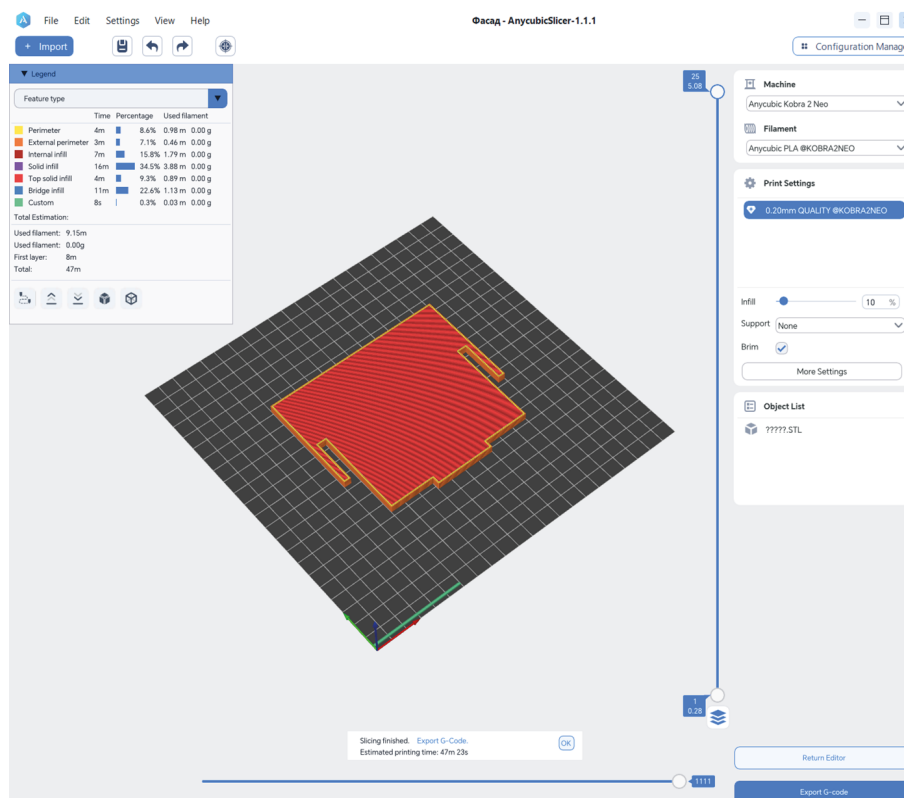 File Edit Settings View Help
Фасад - AnycubicSlicer-1.1.1
+ Import
Configuration Manag
Legend
Feature type
Time Percentage Used filament
Perimeter 4m 8.6% 0.98 m 0.00 g
External perimeter 3m 7.1% 0.46 m 0.00 g
Internal infill 7m 15.8% 1.79 m 0.00 g
Solid infill 16m 34.5% 3.88 m 0.00 g
Top solid infill 4m 9.3% 0.89 m 0.00 g
Bridge infill 11m 22.6% 1.13 m 0.00 g
Custom 8s 0.3% 0.03 m 0.00 g
Total Estimation:
Used filament: 9.15m
Used filament: 0.00g
First layer: 8m
Total: 47m
25
5.08
1
0.28
Slicing finished. Export G-Code.
Estimated printing time: 47m 23s
OK
1111
Machine
Anycubic Kobra 2 Neo
Filament
Anycubic PLA @KOBRA2NEO
Print Settings
0.20mm QUALITY @KOBRA2NEO
Infill 10 %
Support None
Brim
More Settings
Object List
?????.STL
Return Editor
Export G-code